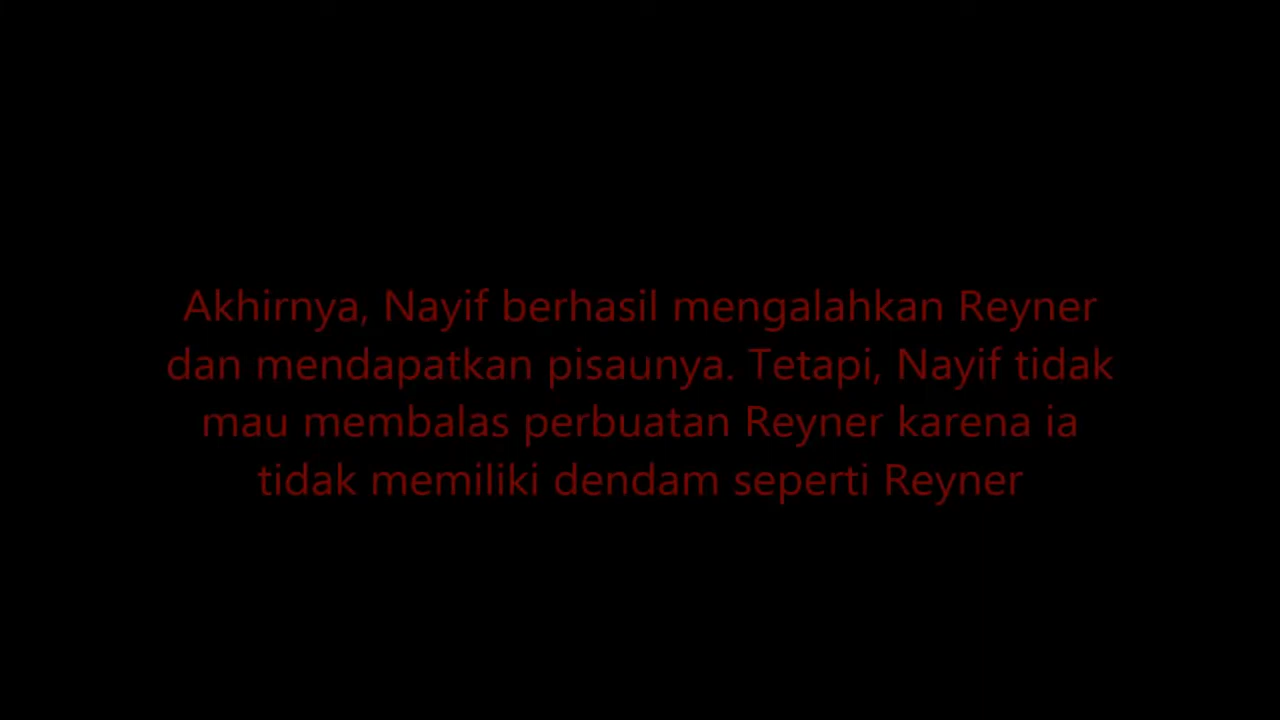 Akhirnya, Nayif berhasil mengalahkan Reyner
dan mendapatkan pisaunya. Tetapi, Nayif tidak
mau membalas perbuatan Reyner karena ia
tidak memiliki dendam seperti Reyner